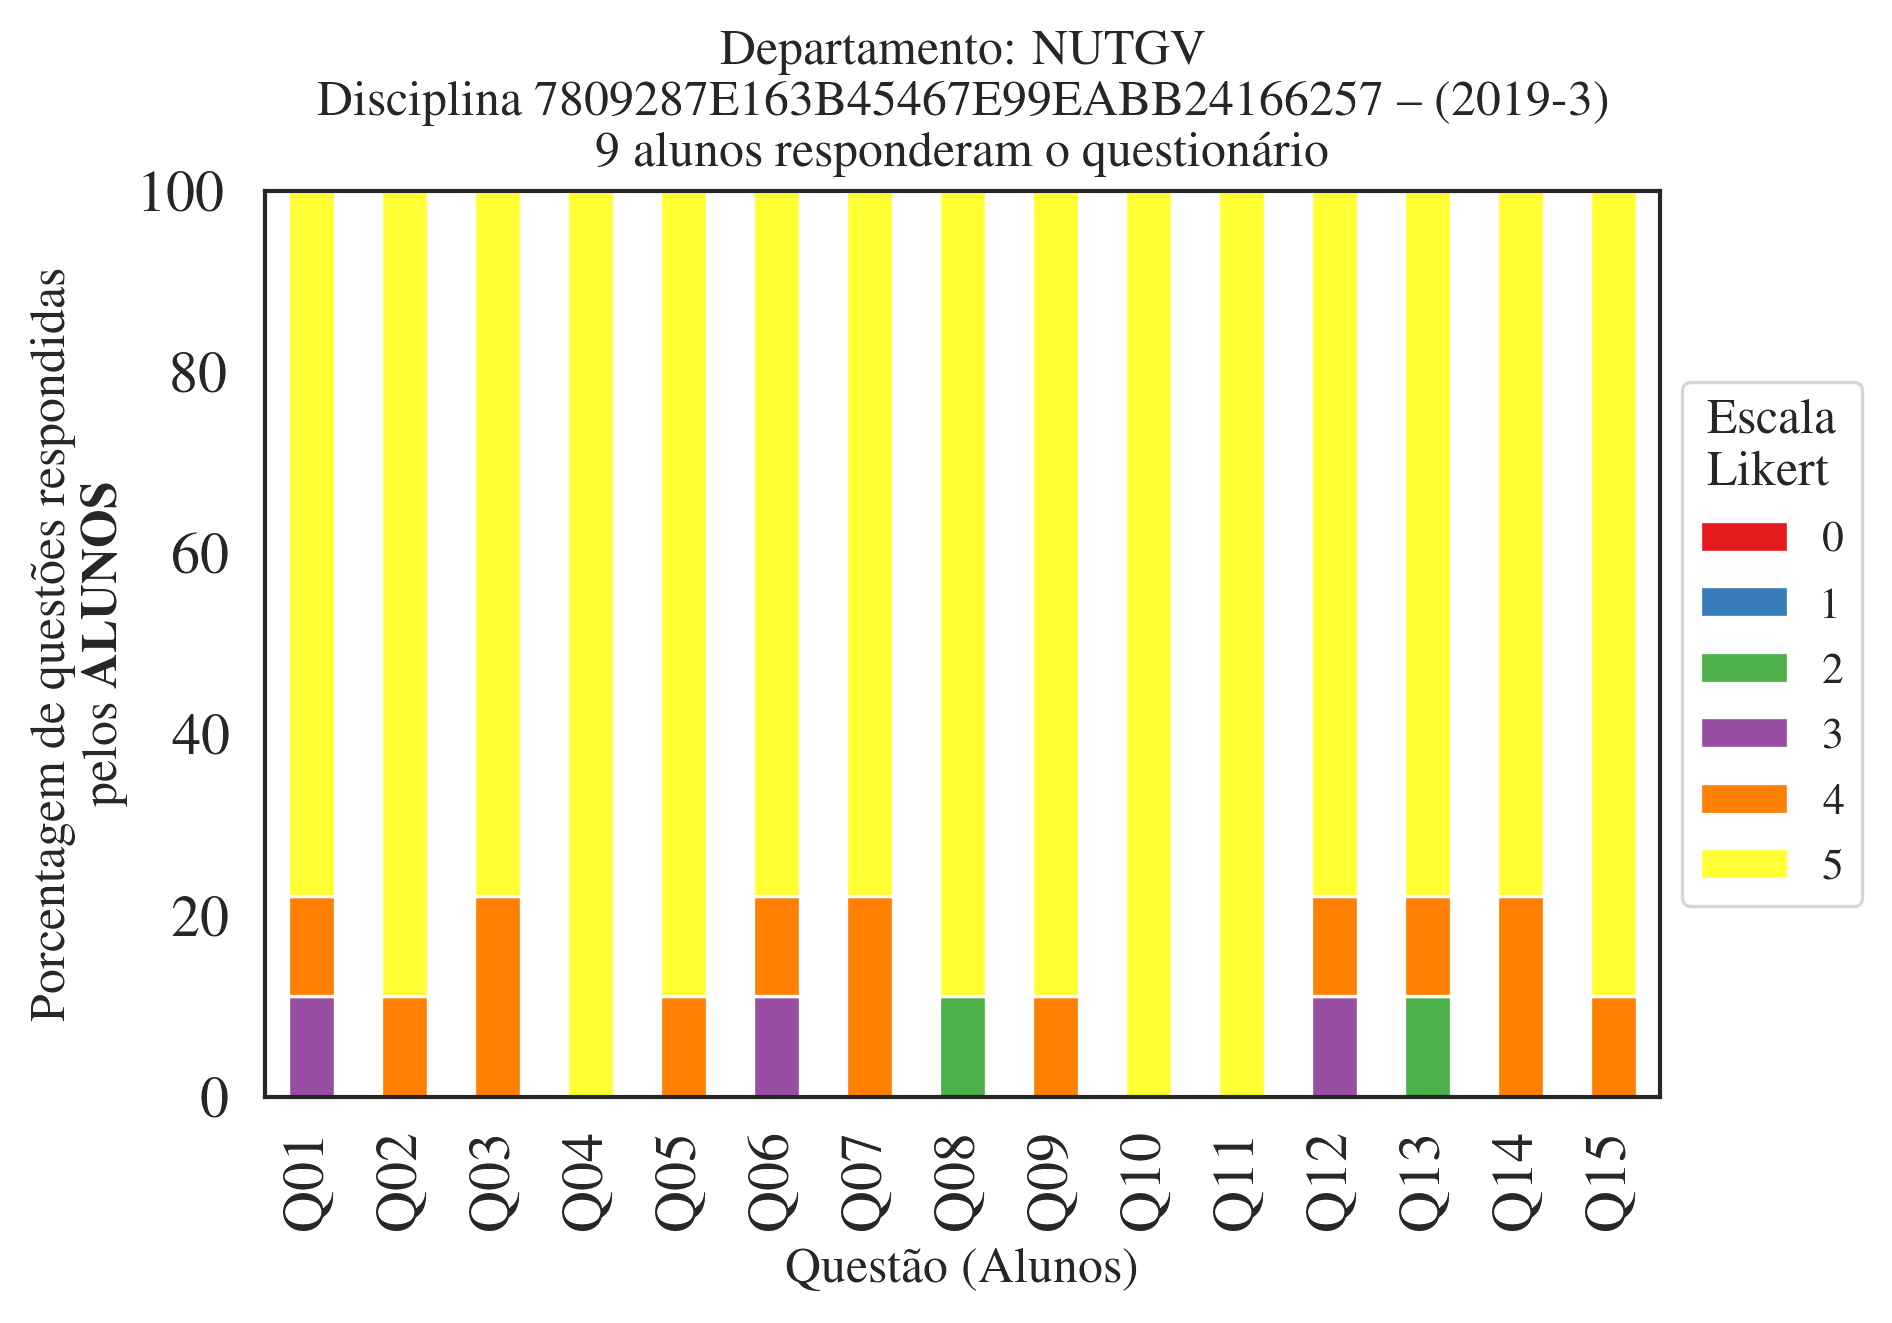 Departamento: NUTGV
Disciplina 7809287E163B45467E99EABB24166257 – (2019-3)
9 alunos responderam o questionário
100
80
60
40
20
0
Porcentagem de questões respondidas
pelos ALUNOS
Q01
Q02
Q03
Q04
Q05
Q06
Q07
Q08
Q09
Q10
Q11
Q12
Q13
Q14
Q15
Questão (Alunos)
Escala
Likert
0
1
2
3
4
5